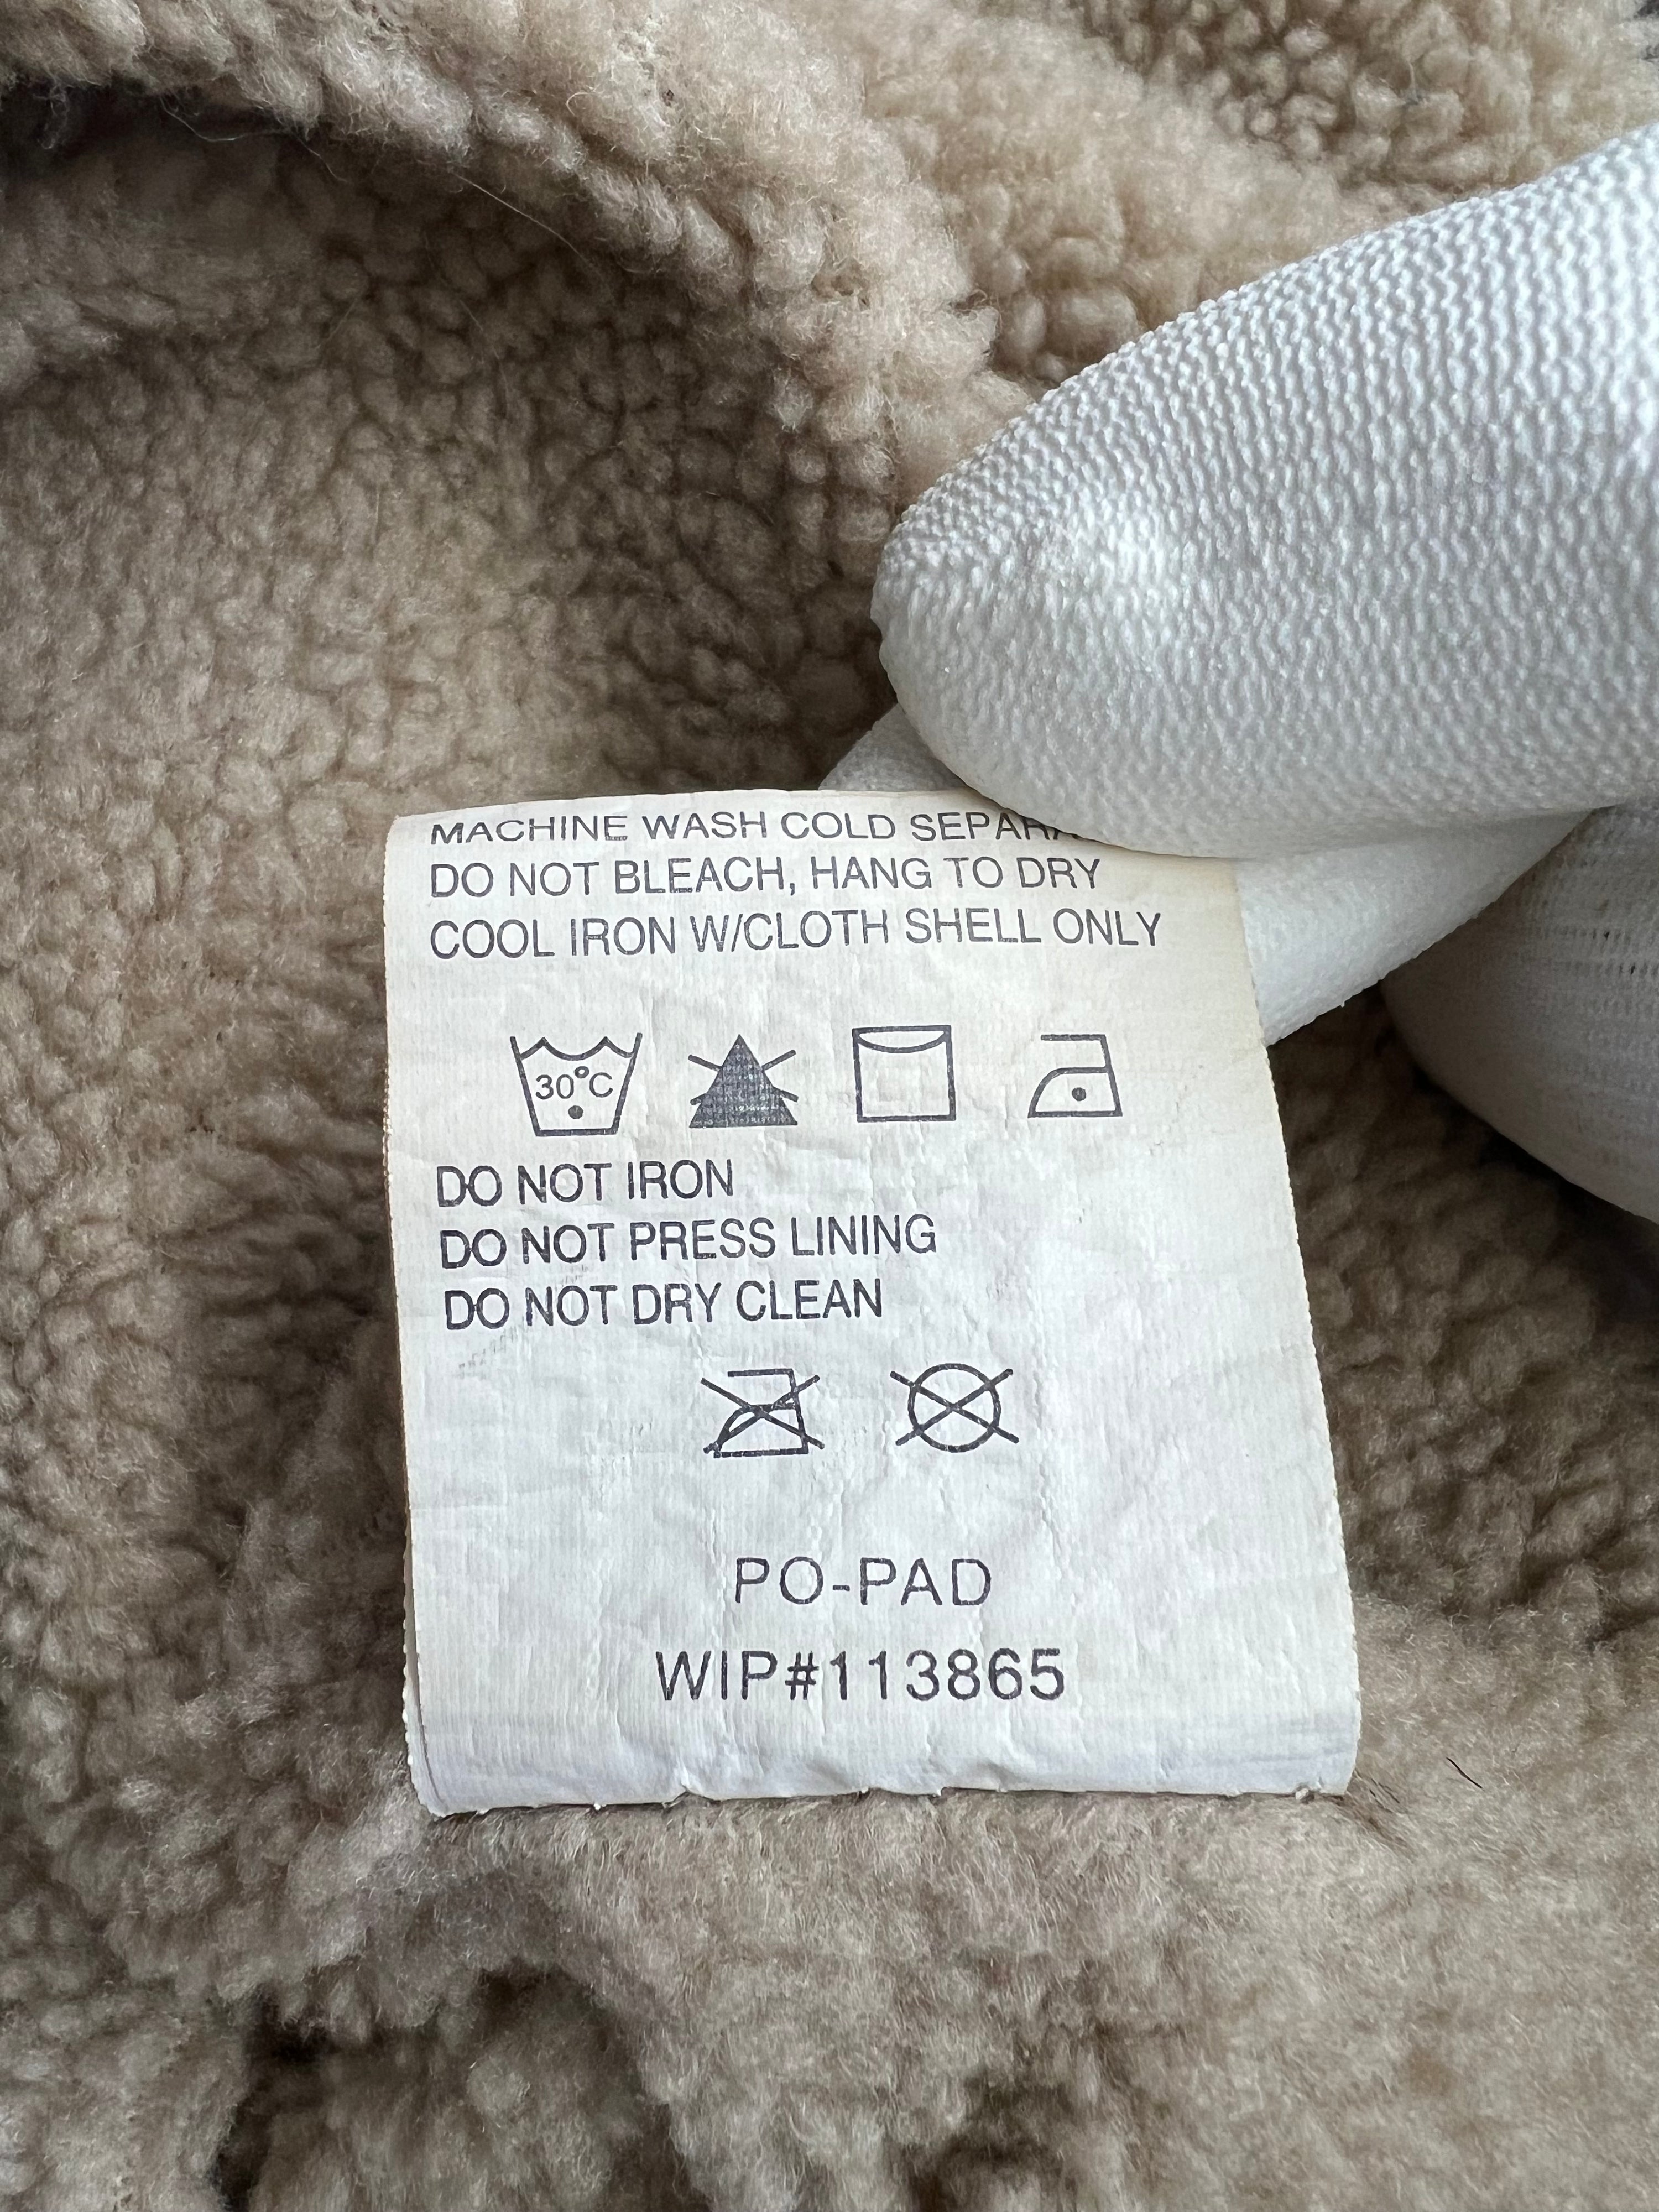 MACHINE WASH COLD
DO NOT BLEACH, HANG TO DRY
COOL IRON W/CLOTH SHELL ONLY
30°C
DO NOT IRON
DO NOT PRESS LINING
DO NOT DRY CLEAN
PO-PAD
WIP#113865